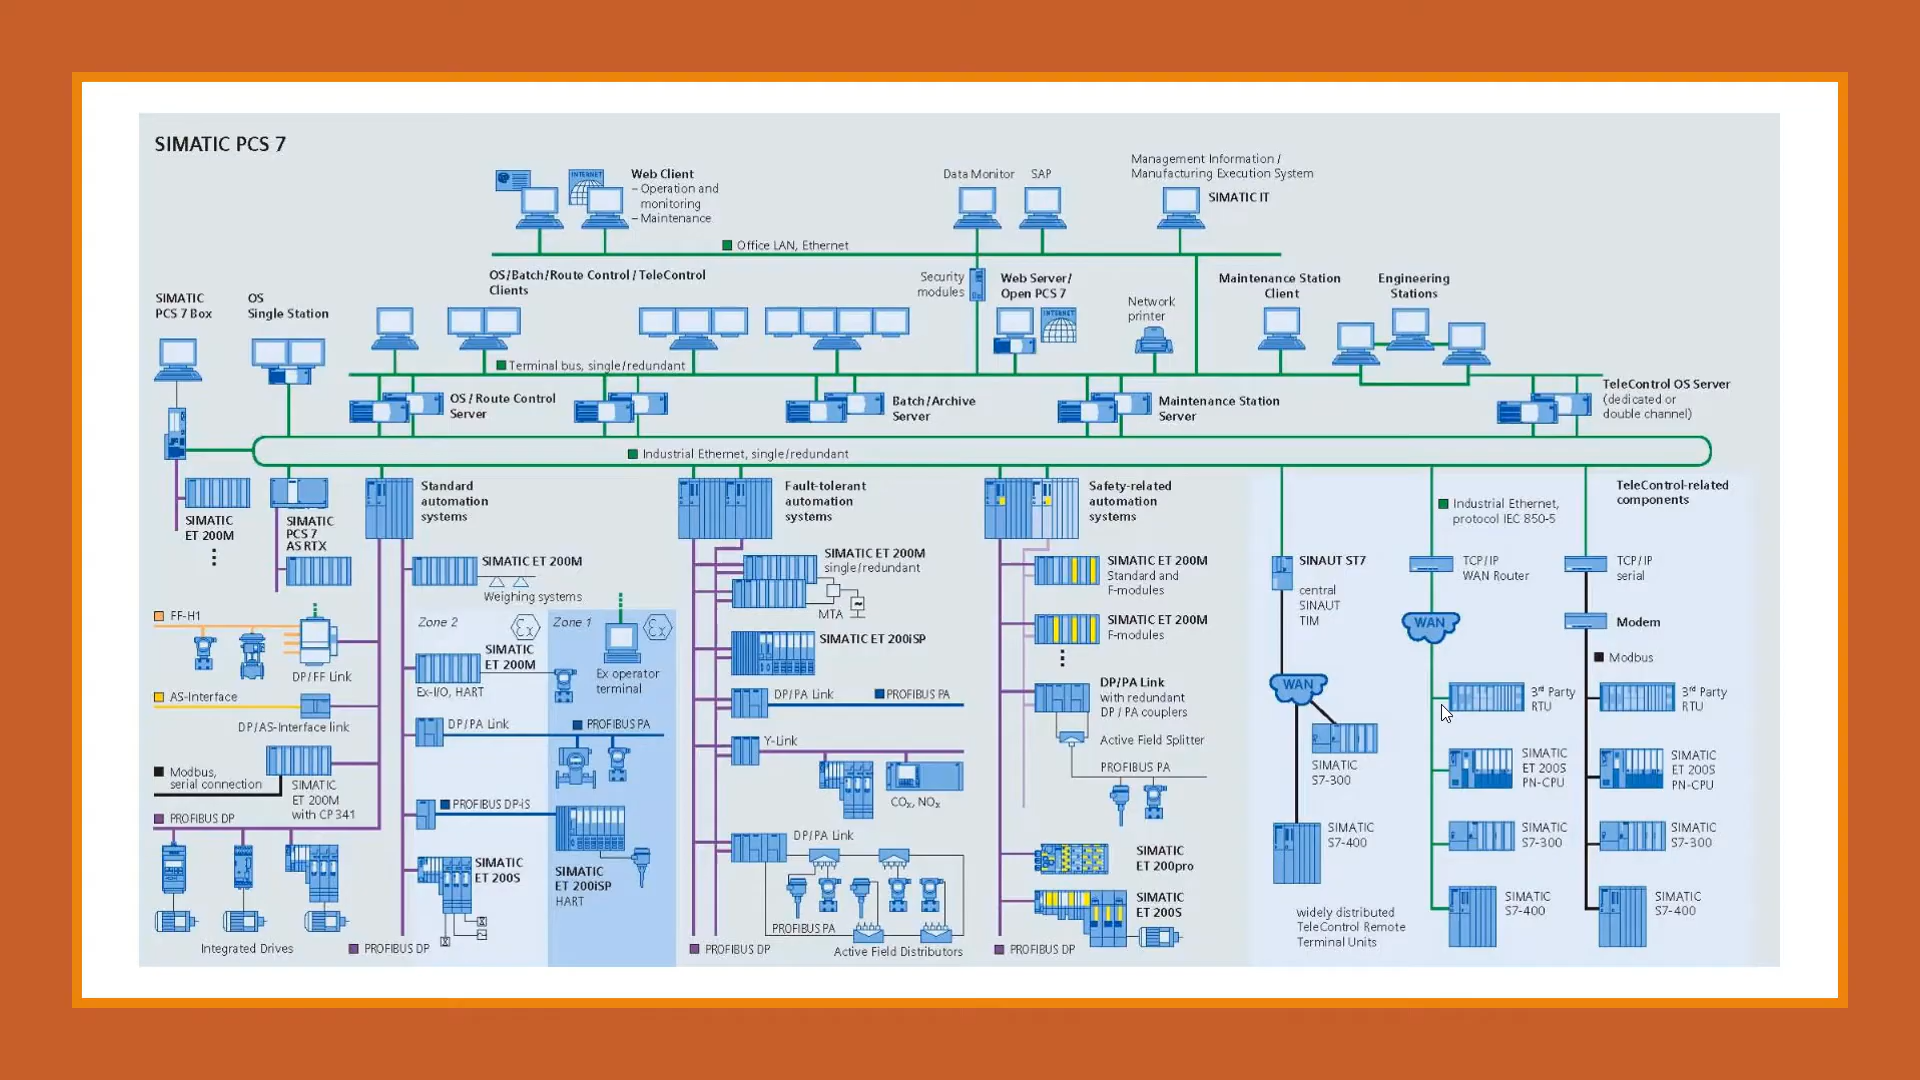 SIMATIC PCS 7
INTERNET
Web Client
– Operation and
monitoring
– Maintenance
Data Monitor
SAP
Management Information /
Manufacturing Execution System
SIMATIC IT
Office LAN, Ethernet
OS/Batch/Route Control / TeleControl
Clients
Security
modules
Web Server/
Open PCS 7
INTERNET
Network
printer
Maintenance Station
Client
Engineering
Stations
SIMATIC
PCS 7 Box
OS
Single Station
Terminal bus, single/redundant
OS / Route Control
Server
Batch/Archive
Server
Maintenance Station
Server
TeleControl OS Server
(dedicated or
double channel)
Industrial Ethernet, single/redundant
SIMATIC
ET 200M
SIMATIC
PCS 7
AS RTX
Standard
automation
systems
Fault-tolerant
automation
systems
Safety-related
automation
systems
Industrial Ethernet,
protocol IEC 850-5
TeleControl-related
components
FF-H1
DP/FF Link
AS-Interface
DP/AS-Interface link
Modbus,
serial connection
SIMATIC
ET 200M
with CP 341
PROFIBUS DP
Integrated Drives
SIMATIC ET 200M
Weighing systems
Zone 2
Ex
Zone 1
Ex
SIMATIC
ET 200M
Ex-I/O, HART
Ex operator
terminal
DP/PA Link
PROFIBUS PA
PROFIBUS DP-iS
SIMATIC
ET 200S
SIMATIC
ET 200iSP
HART
PROFIBUS DP
SIMATIC ET 200M
single/redundant
MTA
SIMATIC ET 200iSP
DP/PA Link
PROFIBUS PA
Y-Link
COx, NOx
DP/PA Link
PROFIBUS PA
PROFIBUS DP
Active Field Distributors
SIMATIC ET 200M
Standard and
F-modules
SIMATIC ET 200M
F-modules
DP/PA Link
with redundant
DP / PA couplers
Active Field Splitter
PROFIBUS PA
SIMATIC
ET 200pro
SIMATIC
ET 200S
PROFIBUS DP
SINAUT ST7
central
SINAUT
TIM
WAN
SIMATIC
S7-300
SIMATIC
S7-400
widely distributed
TeleControl Remote
Terminal Units
TCP/IP
WAN Router
WAN
3rd Party
RTU
SIMATIC
ET 200S
PN-CPU
SIMATIC
S7-300
SIMATIC
S7-400
TCP/IP
serial
Modem
Modbus
3rd Party
RTU
SIMATIC
ET 200S
PN-CPU
SIMATIC
S7-300
SIMATIC
S7-400